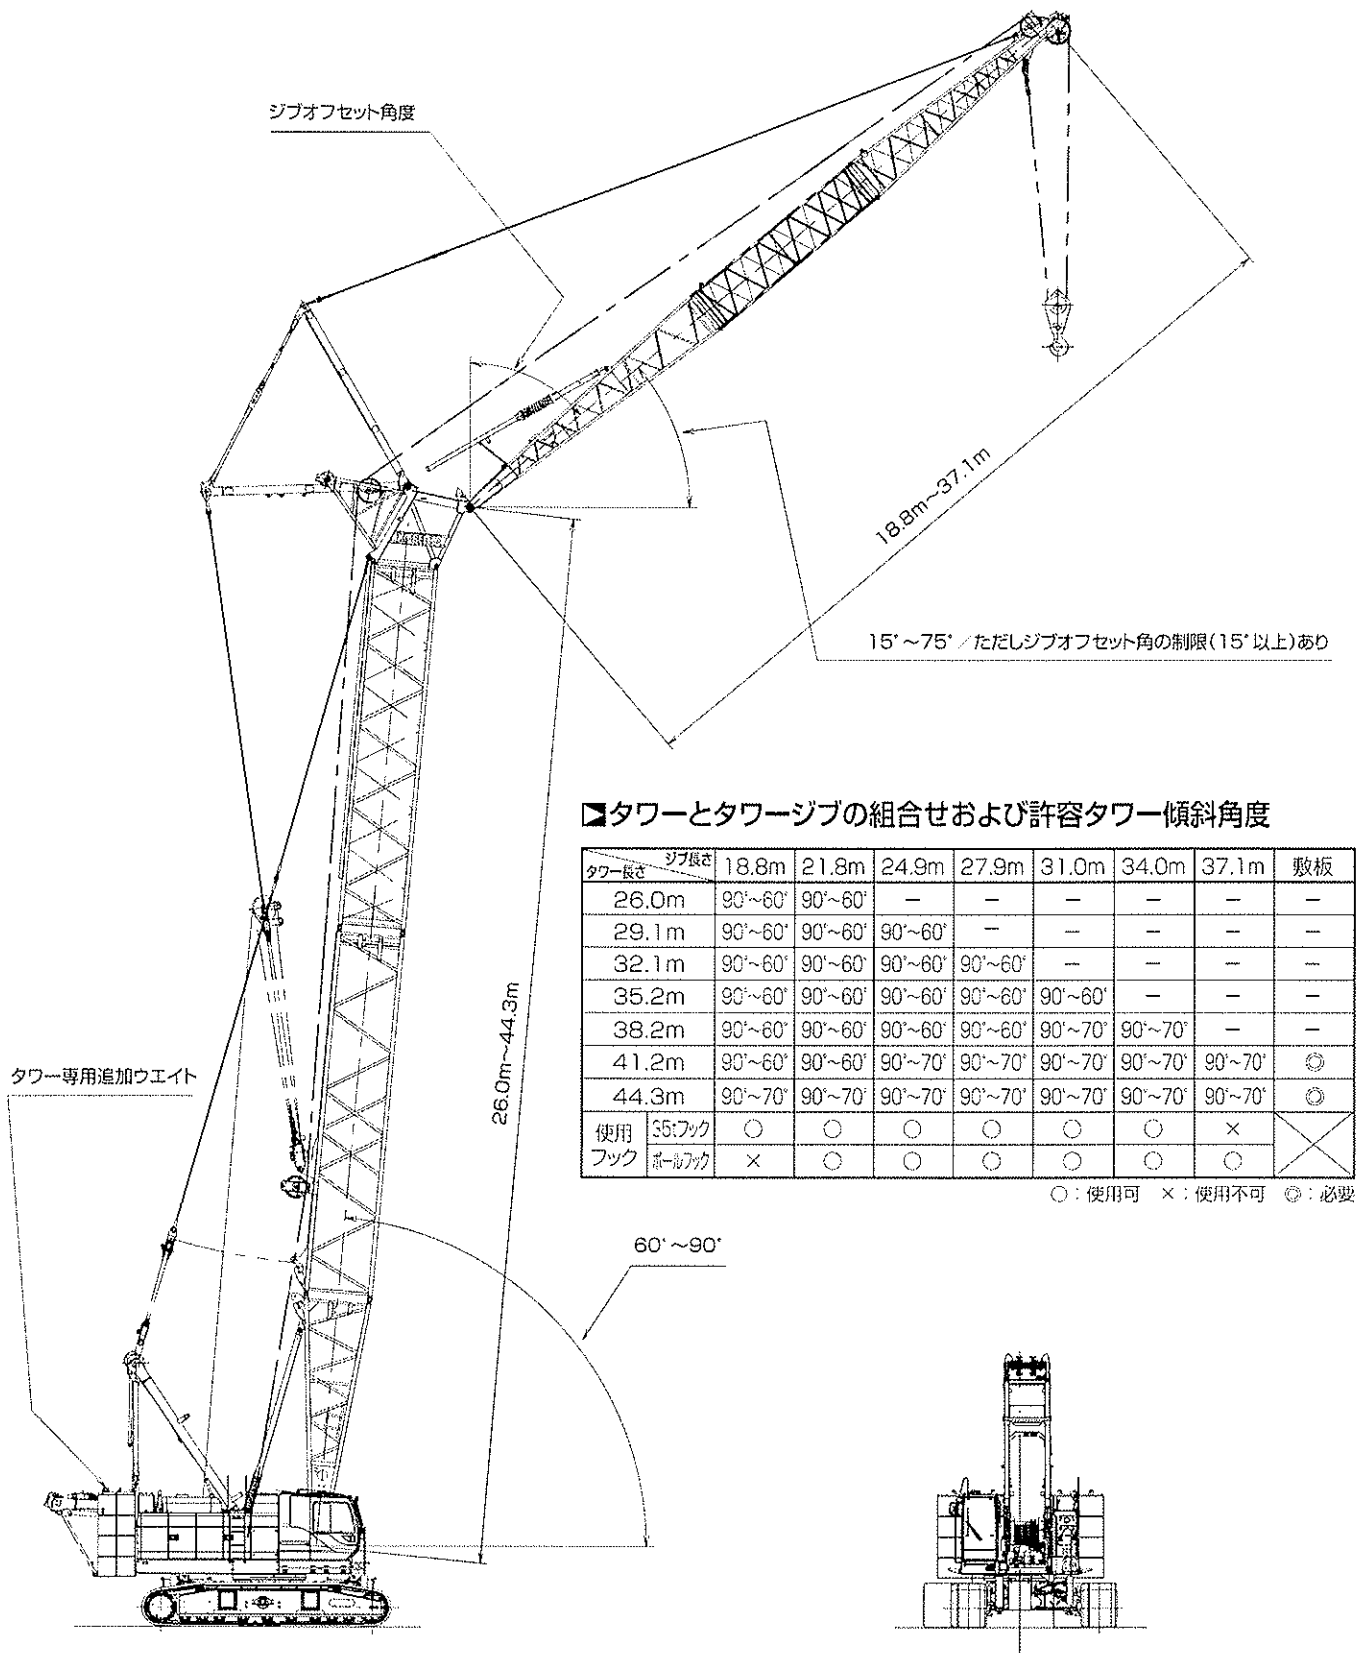 ジブオフセット角度
18.8m～37.1m
15°～75°／ただしジブオフセット角の制限(15°以上)あり
26.0m～44.3m
タワー専用追加ウエイト
60°～90°
タワーとタワージブの組合せおよび許容タワー傾斜角度
タワー長さ ジブ長さ 18.8m 21.8m 24.9m 27.9m 31.0m 34.0m 37.1m 敷板
26.0m 90°～60° 90°～60° － － － － － －
29.1m 90°～60° 90°～60° 90°～60° － － － － －
32.1m 90°～60° 90°～60° 90°～60° 90°～60° － － － －
35.2m 90°～60° 90°～60° 90°～60° 90°～60° 90°～60° － － －
38.2m 90°～60° 90°～60° 90°～60° 90°～60° 90°～70° 90°～70° － －
41.2m 90°～60° 90°～60° 90°～70° 90°～70° 90°～70° 90°～70° 90°～70° ◎
44.3m 90°～70° 90°～70° 90°～70° 90°～70° 90°～70° 90°～70° 90°～70° ◎
使用フック 35tフック ○ ○ ○ ○ ○ ○ ×
ボールフック × ○ ○ ○ ○ ○ ○
○：使用可 ×：使用不可 ◎：必要